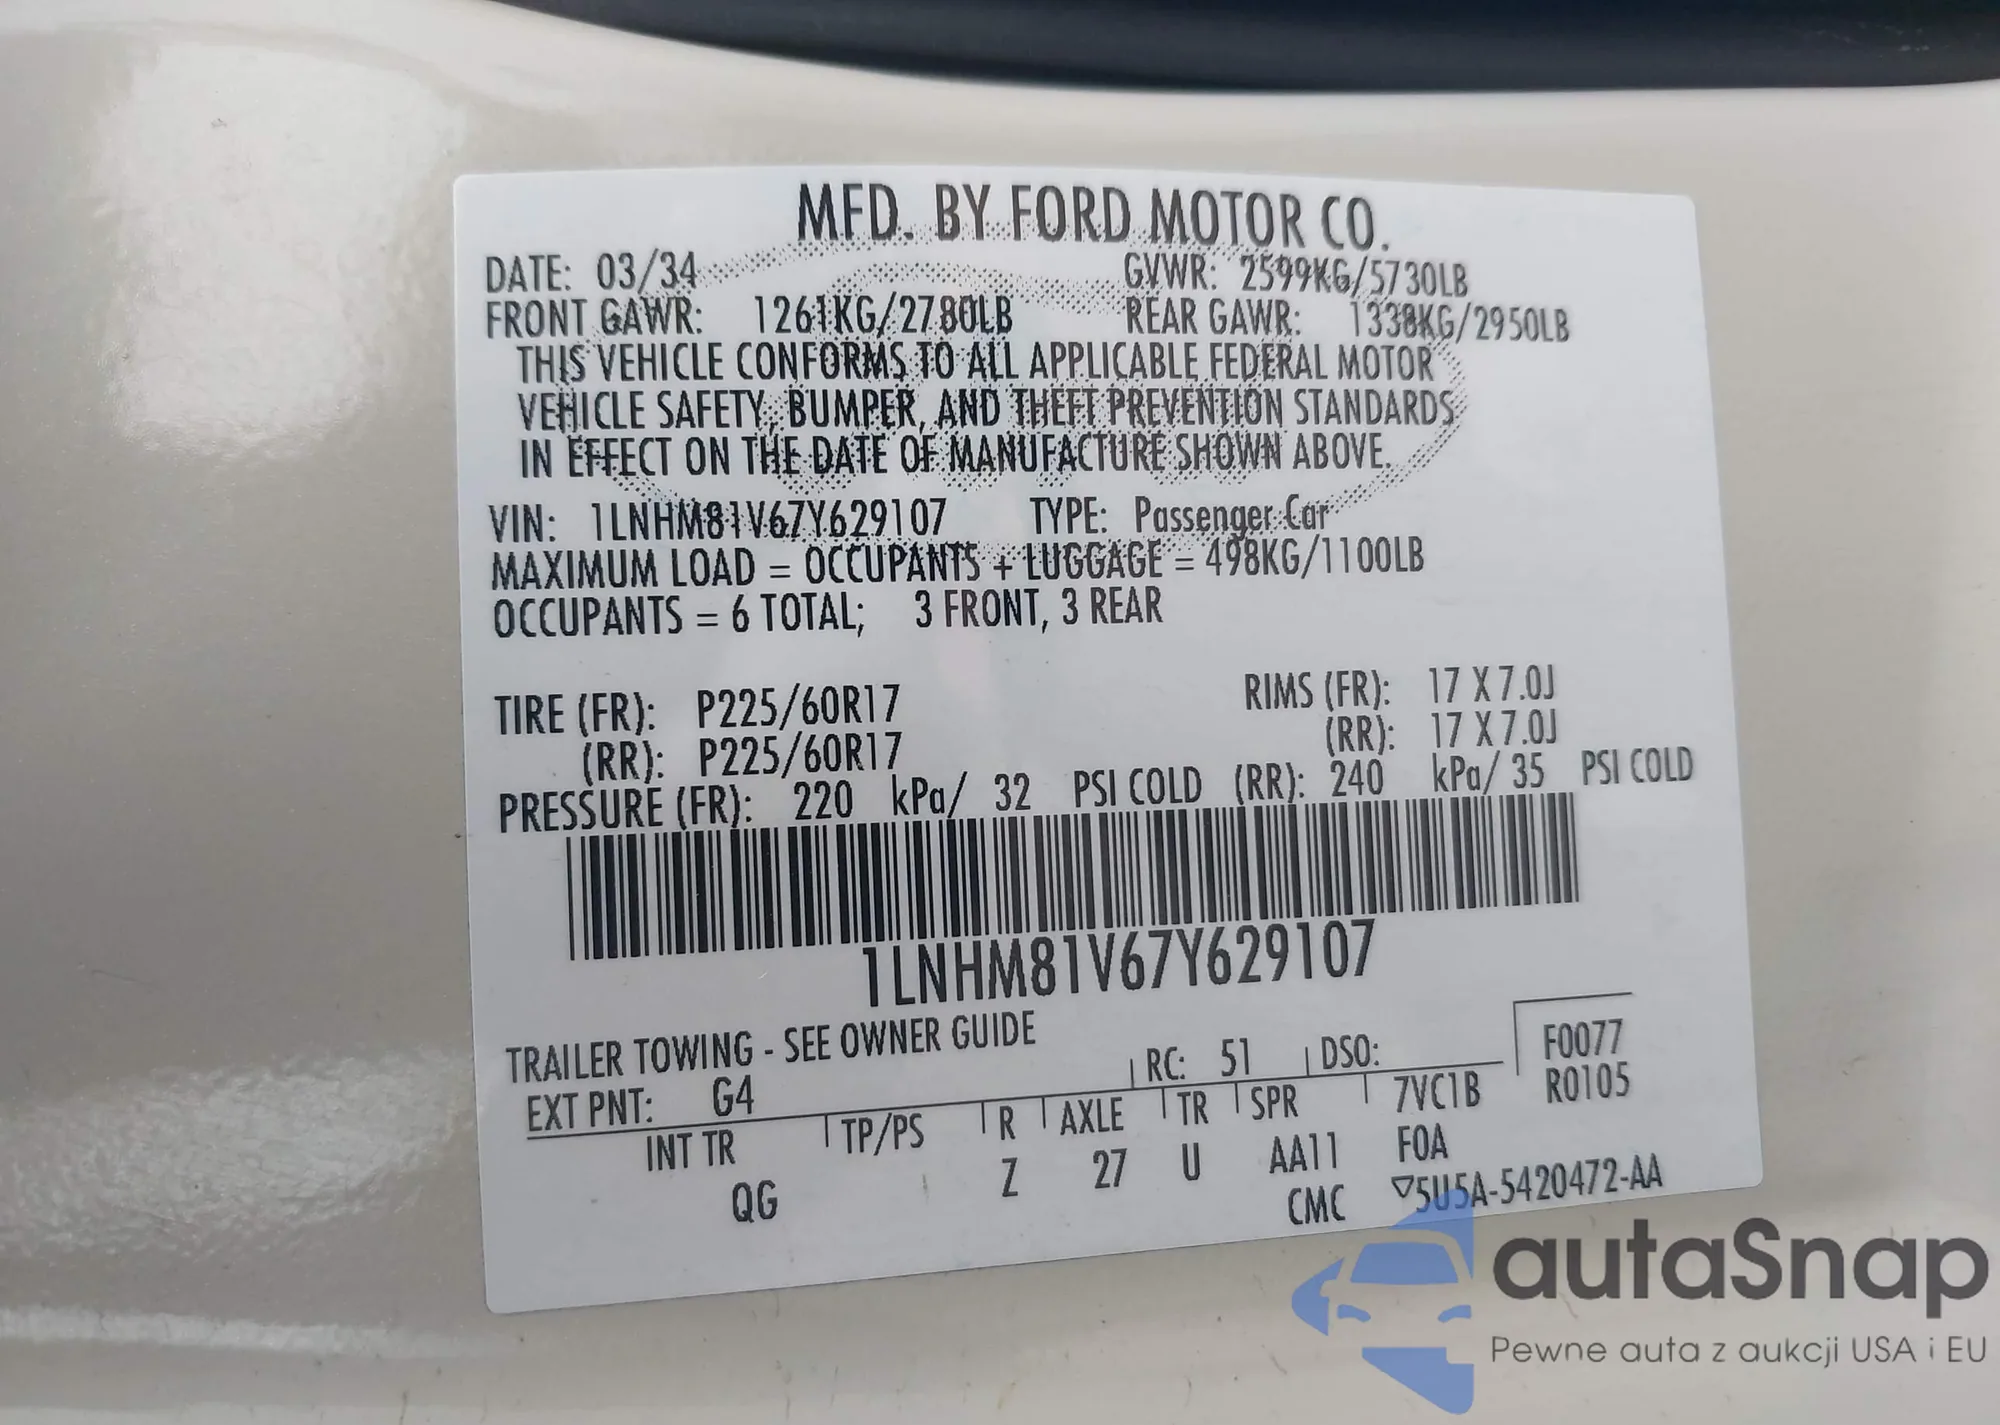 MFD. BY FORD MOTOR CO.
DATE: 03/34 GVWR: 2599KG/5730LB
FRONT GAWR: 1261KG/2780LB REAR GAWR: 1338KG/2950LB
THIS VEHICLE CONFORMS TO ALL APPLICABLE FEDERAL MOTOR
VEHICLE SAFETY, BUMPER, AND THEFT PREVENTION STANDARDS
IN EFFECT ON THE DATE OF MANUFACTURE SHOWN ABOVE.
VIN: 1LNHM81V67Y629107 TYPE: Passenger Car
MAXIMUM LOAD = OCCUPANTS + LUGGAGE = 498KG/1100LB
OCCUPANTS = 6 TOTAL; 3 FRONT, 3 REAR
TIRE (FR): P225/60R17 RIMS (FR): 17 X 7.0J
(RR): P225/60R17 (RR): 17 X 7.0J
PRESSURE (FR): 220 kPa/ 32 PSI COLD (RR): 240 kPa/ 35 PSI COLD
1LNHM81V67Y629107
TRAILER TOWING - SEE OWNER GUIDE
F0077
EXT PNT: G4 RC: 51 DSO:
R0105
INT TR TP/PS R AXLE TR SPR 7VC1B
QG Z 27 U AA11 FOA
CMC ▽5U5A-5420472-AA
autaSnap
Pewne auta z aukcji USA i EU